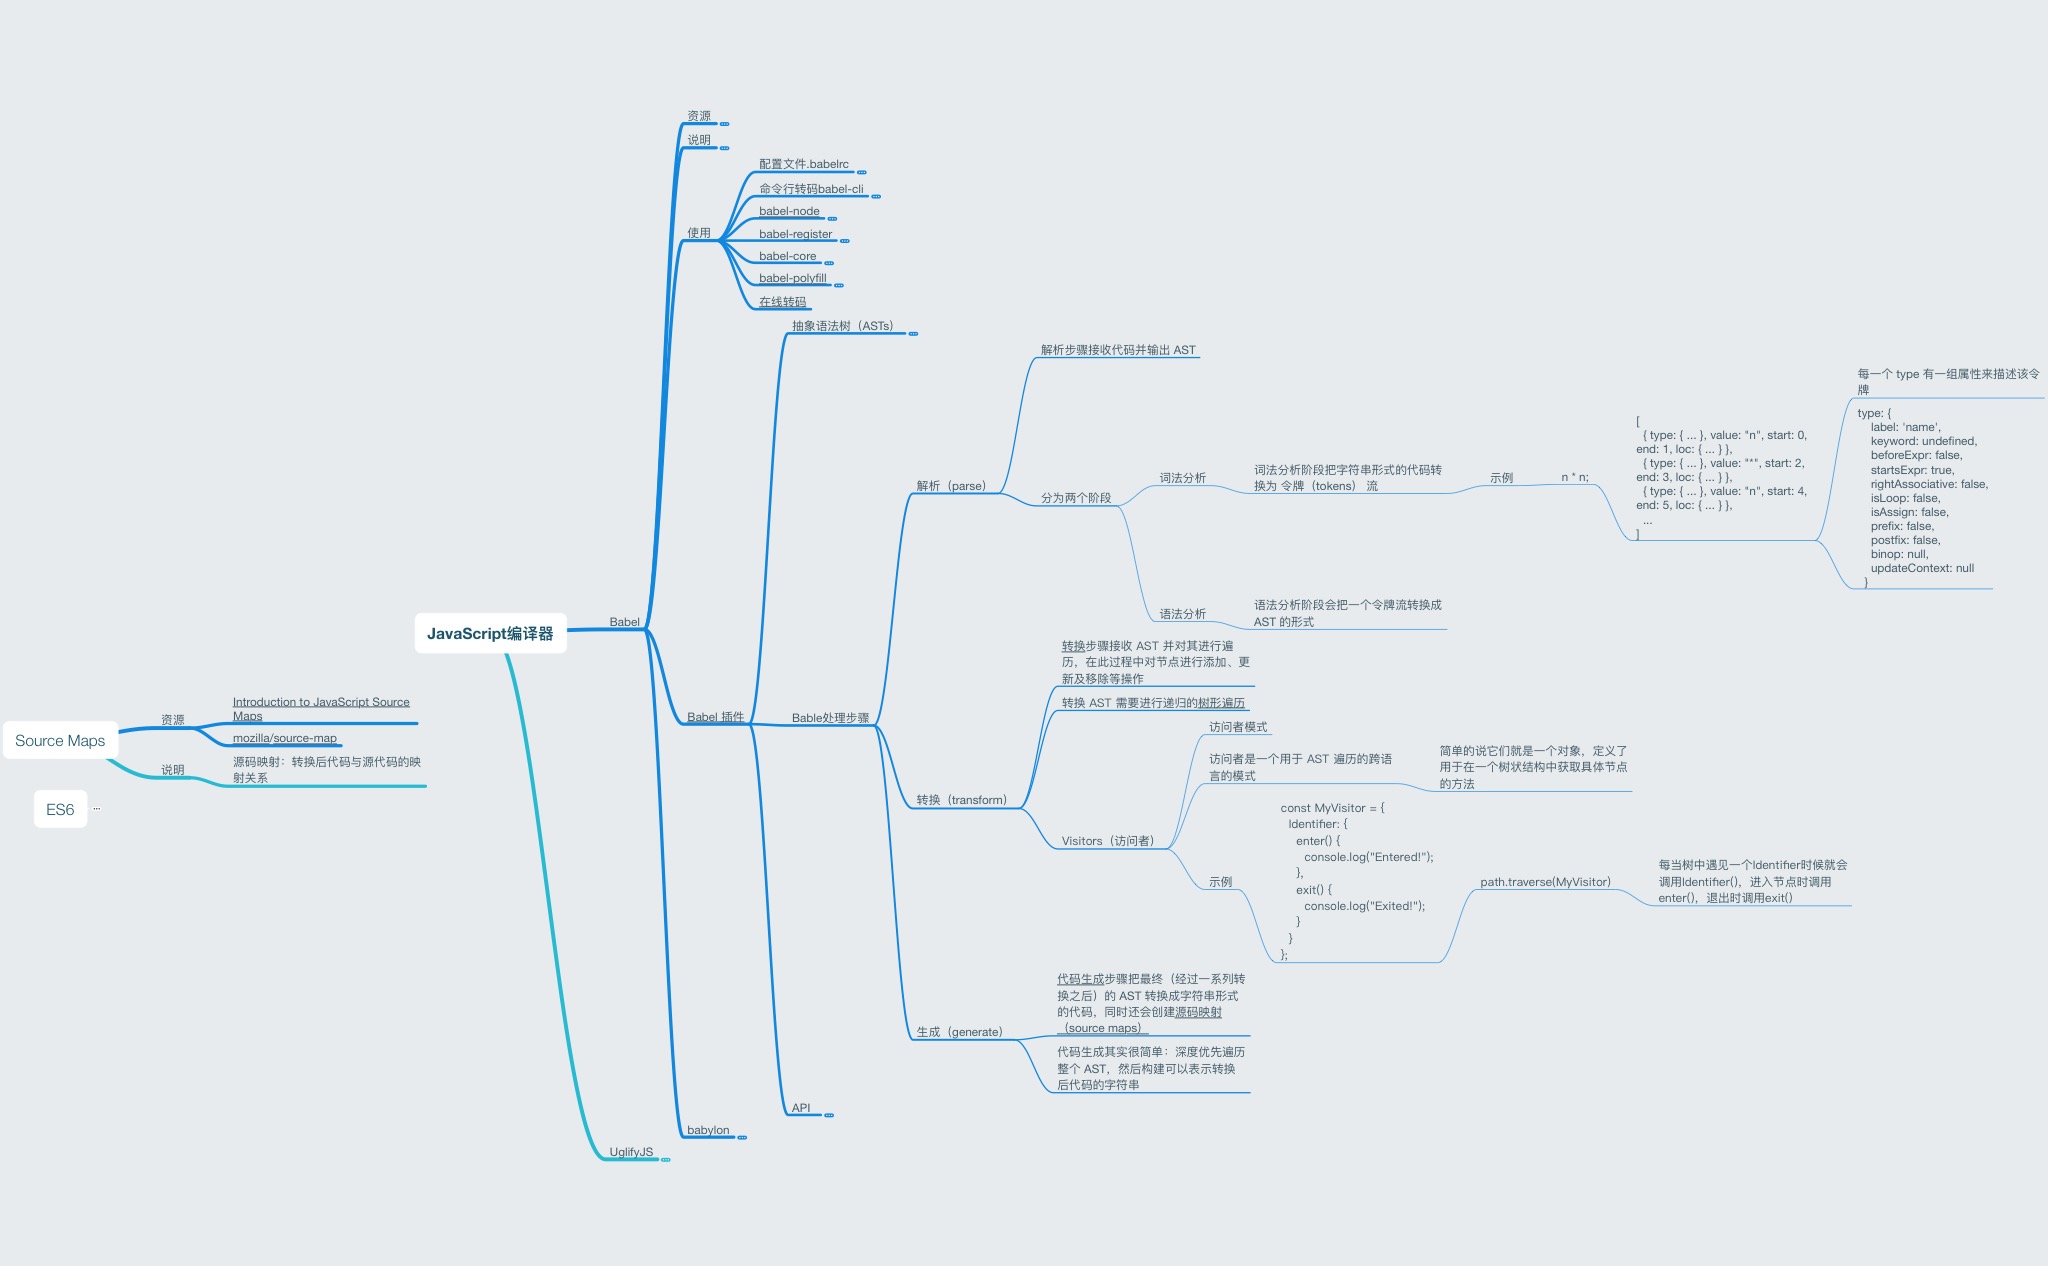 资源
说明
配置文件.babelrc
命令行转码babel-cli
babel-node
使用
babel-register
babel-core
babel-polyfill
在线转码
抽象语法树（ASTs）
解析步骤接收代码并输出 AST
每一个 type 有一组属性来描述该令
牌
type: {
label: 'name',
keyword: undefined,
beforeExpr: false,
startsExpr: true,
rightAssociative: false,
isLoop: false,
isAssign: false,
prefix: false,
postfix: false,
binop: null,
updateContext: null
}
[
{ type: { ... }, value: "n", start: 0,
end: 1, loc: { ... } },
{ type: { ... }, value: "*", start: 2,
end: 3, loc: { ... } },
{ type: { ... }, value: "n", start: 4,
end: 5, loc: { ... } },
...
]
解析（parse）
分为两个阶段
词法分析
词法分析阶段把字符串形式的代码转
换为 令牌（tokens） 流
示例
n * n;
语法分析
语法分析阶段会把一个令牌流转换成
AST 的形式
JavaScript编译器
Babel
转换步骤接收 AST 并对其进行遍
历，在此过程中对节点进行添加、更
新及移除等操作
转换 AST 需要进行递归的树形遍历
Babel 插件
Bable处理步骤
访问者模式
访问者是一个用于 AST 遍历的跨语
言的模式
简单的说它们就是一个对象，定义了
用于在一个树状结构中获取具体节点
的方法
转换（transform）
Visitors（访问者）
示例
const MyVisitor = {
Identifier: {
enter() {
console.log("Entered!");
},
exit() {
console.log("Exited!");
}
}
};
path.traverse(MyVisitor)
每当树中遇见一个Identifier时候就会
调用Identifier()，进入节点时调用
enter()，退出时调用exit()
生成（generate）
代码生成步骤把最终（经过一系列转
换之后）的 AST 转换成字符串形式
的代码，同时还会创建源码映射
（source maps）
代码生成其实很简单：深度优先遍历
整个 AST，然后构建可以表示转换
后代码的字符串
API
babylon
UglifyJS
Source Maps
资源
Introduction to JavaScript Source
Maps
mozilla/source-map
说明
源码映射：转换后代码与源代码的映
射关系
ES6